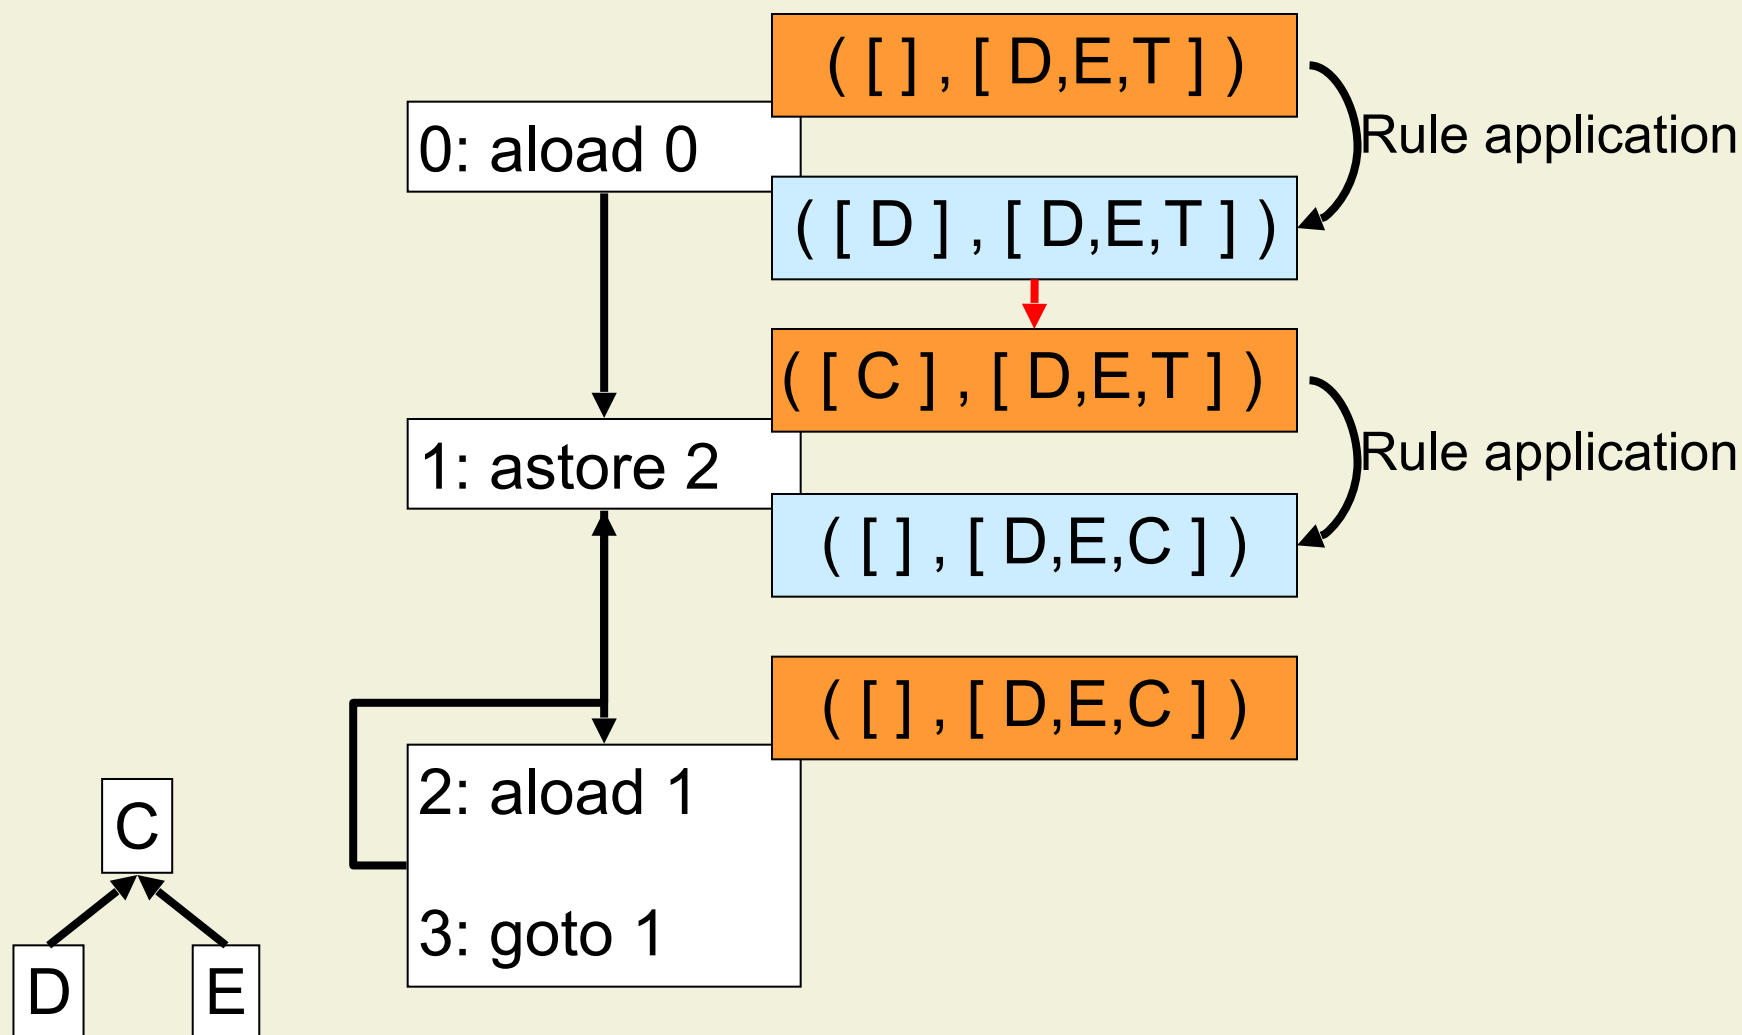 ( [ ] , [ D,E,T ] )
Rule application
0: aload 0
( [ D ] , [ D,E,T ] )
( [ C ] , [ D,E,T ] )
Rule application
1: astore 2
( [ ] , [ D,E,C ] )
( [ ] , [ D,E,C ] )
2: aload 1
3: goto 1
C
D
E